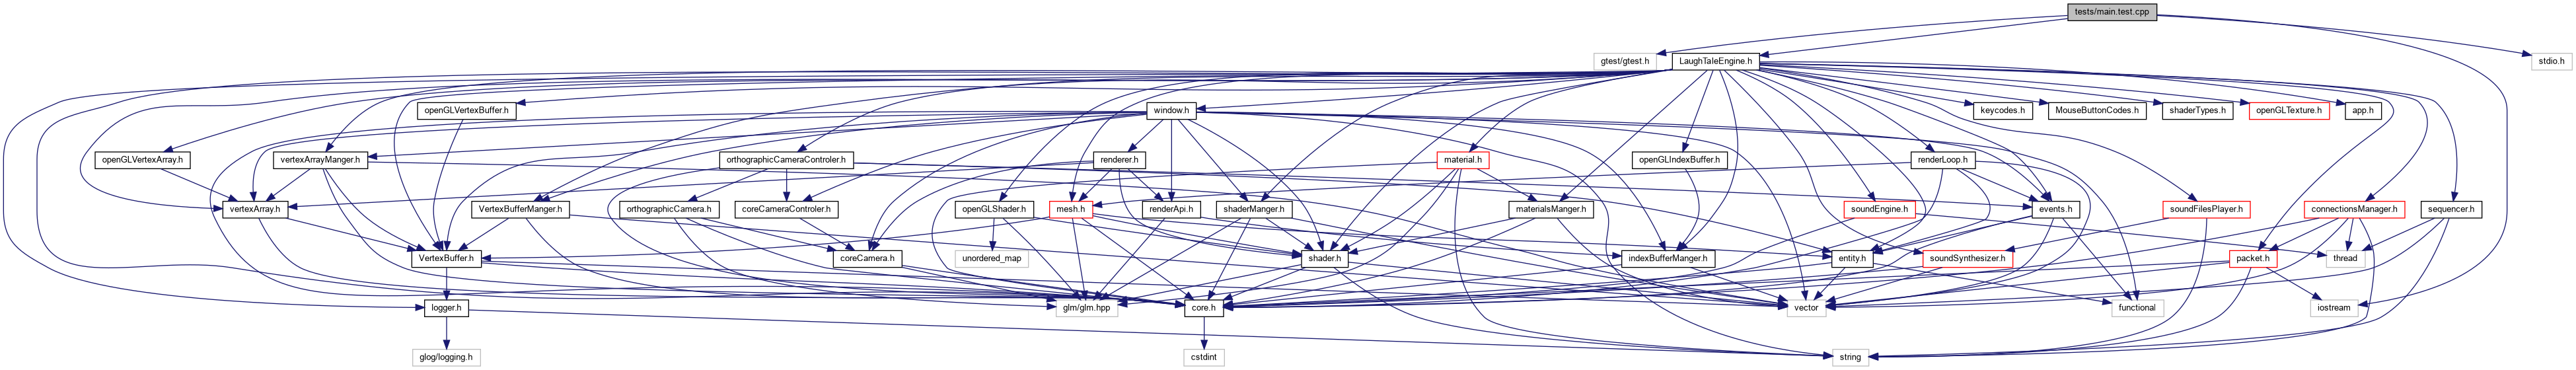 tests/main.test.cpp
gtest/gtest.h
LaughTaleEngine.h
stdio.h
openGLVertexBuffer.h
window.h
keycodes.h
MouseButtonCodes.h
shaderTypes.h
openGLTexture.h
app.h
openGLVertexArray.h
vertexArrayManger.h
orthographicCameraControler.h
renderer.h
material.h
openGLIndexBuffer.h
renderLoop.h
vertexArray.h
VertexBufferManger.h
orthographicCamera.h
coreCameraControler.h
openGLShader.h
mesh.h
renderApi.h
shaderManger.h
materialsManger.h
soundEngine.h
events.h
soundFilesPlayer.h
connectionsManager.h
sequencer.h
VertexBuffer.h
coreCamera.h
unordered_map
shader.h
indexBufferManger.h
entity.h
soundSynthesizer.h
packet.h
thread
logger.h
glm/glm.hpp
core.h
vector
functional
iostream
glog/logging.h
cstdint
string